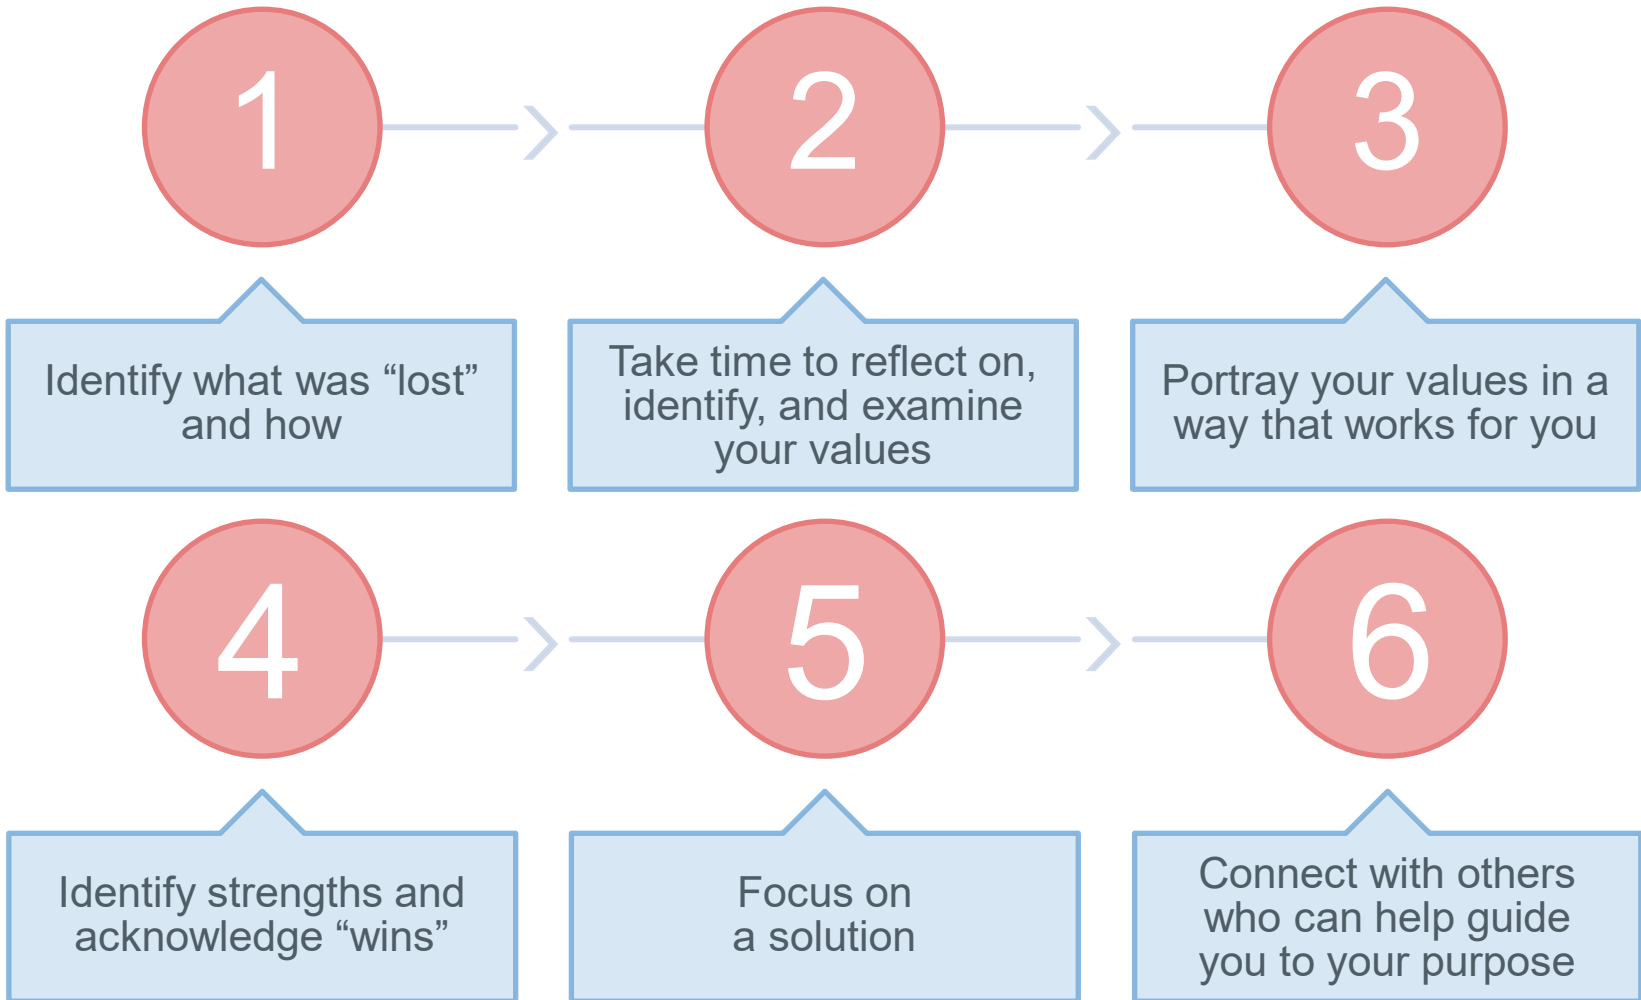 1
2
3
Identify what was “lost”
and how
Take time to reflect on,
identify, and examine
your values
Portray your values in a
way that works for you
4
5
6
Identify strengths and
acknowledge “wins”
Focus on
a solution
Connect with others
who can help guide
you to your purpose